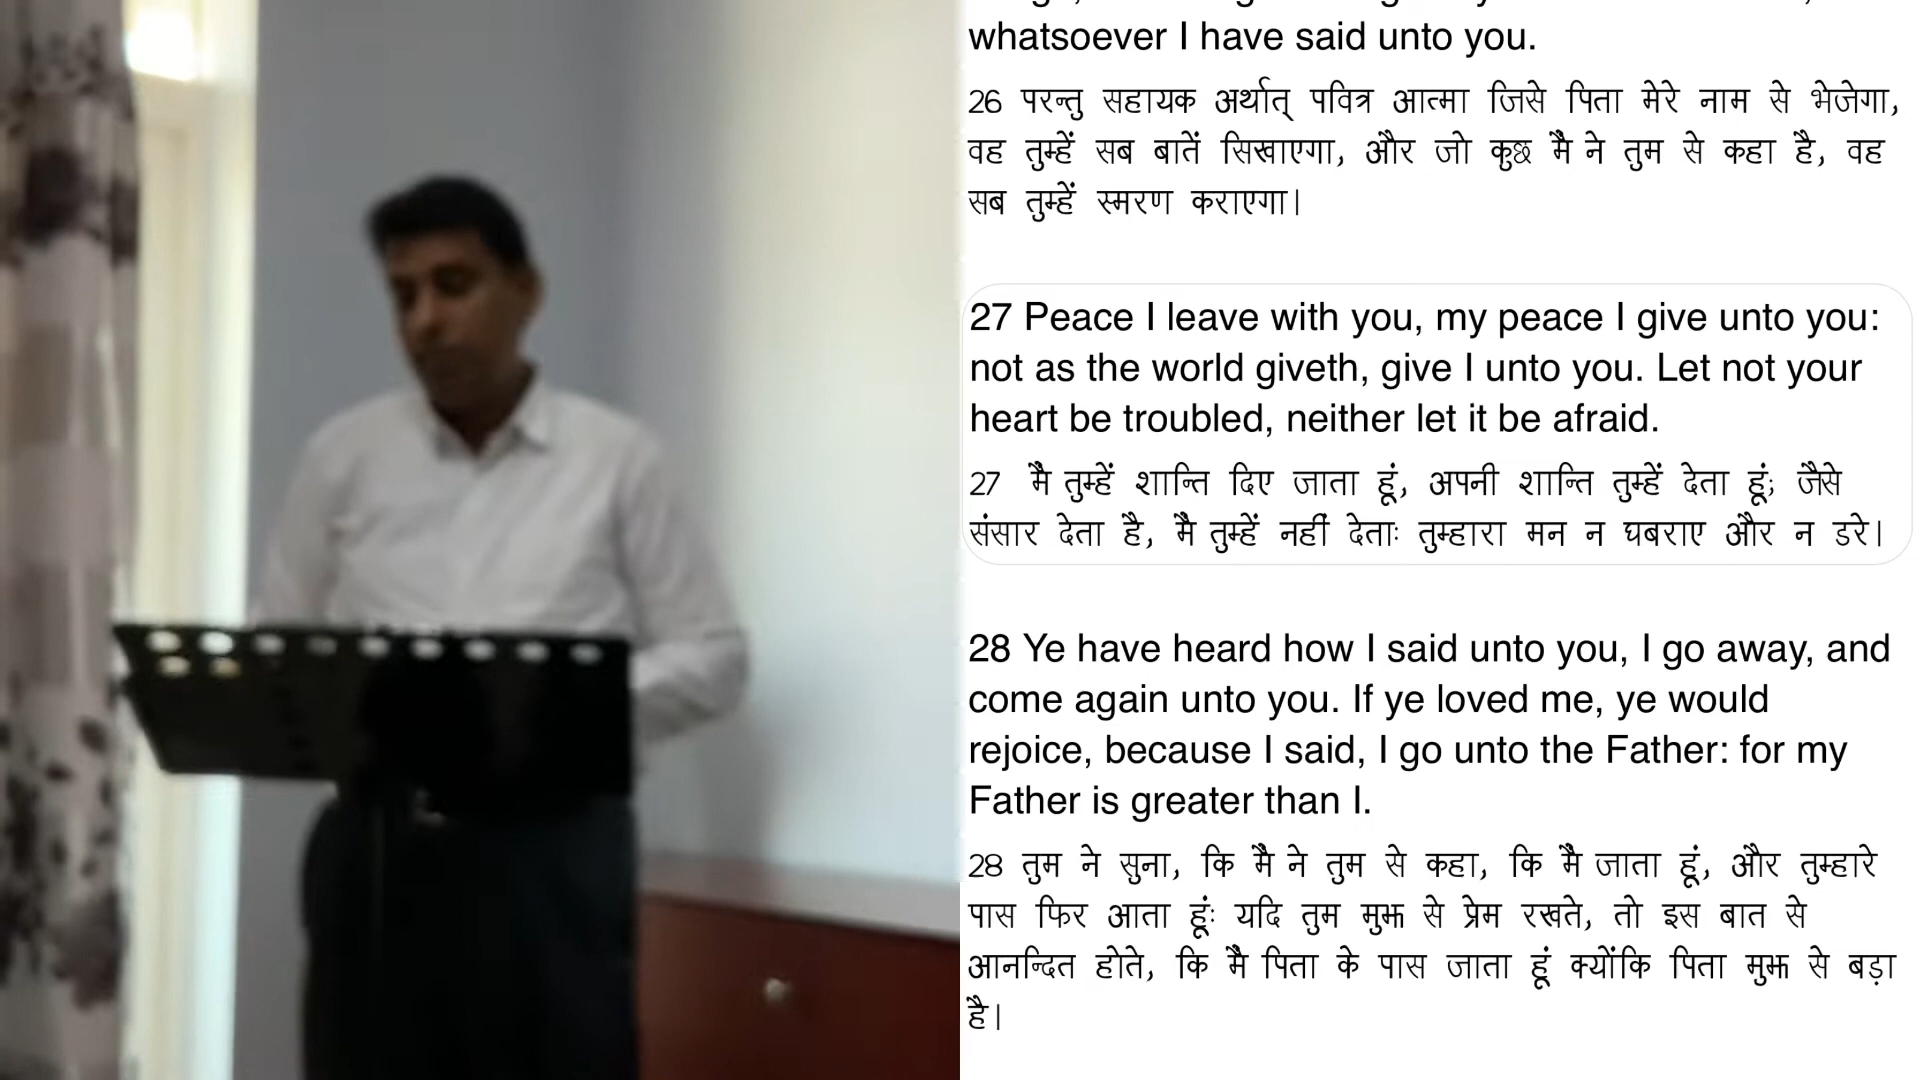 whatsoever I have said unto you.
26 परन्तु सहायक अर्थात् पवित्र आत्मा जिसे पिता मेरे नाम से भेजेगा,
वह तुम्हें सब बातें सिखाएगा, और जो कुछ मैं ने तुम से कहा है, वह
सब तुम्हें स्मरण कराएगा।
27 Peace I leave with you, my peace I give unto you:
not as the world giveth, give I unto you. Let not your
heart be troubled, neither let it be afraid.
27 मैं तुम्हें शान्ति दिए जाता हूं, अपनी शान्ति तुम्हें देता हूं; जैसे
संसार देता है, मैं तुम्हें नहीं देताः तुम्हारा मन न घबराए और न डरे।
28 Ye have heard how I said unto you, I go away, and
come again unto you. If ye loved me, ye would
rejoice, because I said, I go unto the Father: for my
Father is greater than I.
28 तुम ने सुना, कि मैं ने तुम से कहा, कि मैं जाता हूं, और तुम्हारे
पास फिर आता हूंः यदि तुम मुझ से प्रेम रखते, तो इस बात से
आनन्दित होते, कि मैं पिता के पास जाता हूं क्योंकि पिता मुझ से बड़ा
है।